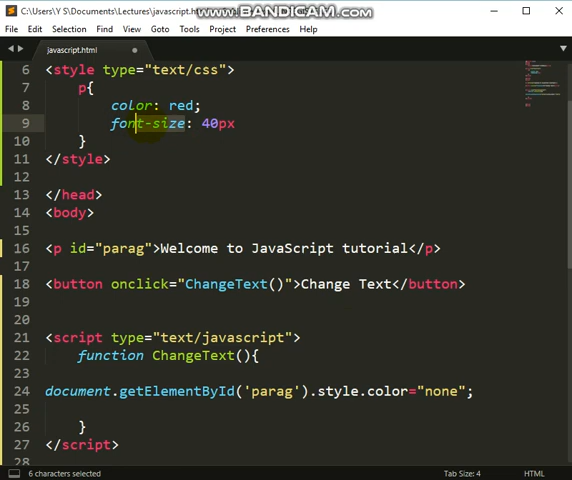 C:\Users\Y S\Documents\Lectures\javascript.h
www.BANDICAM.com
File Edit Selection Find View Goto Tools Project Preferences Help
javascript.html
6 <style type="text/css">
7 p{
8 color: red;
9 font-size: 40px
10 }
11 </style>
12
13 </head>
14 <body>
15
16 <p id="parag">Welcome to JavaScript tutorial</p>
17
18 <button onclick="ChangeText()">Change Text</button>
19
20
21 <script type="text/javascript">
22 function ChangeText(){
23
24 document.getElementById('parag').style.color="none";
25
26 }
27 </script>
28
6 characters selected Tab Size: 4 HTML